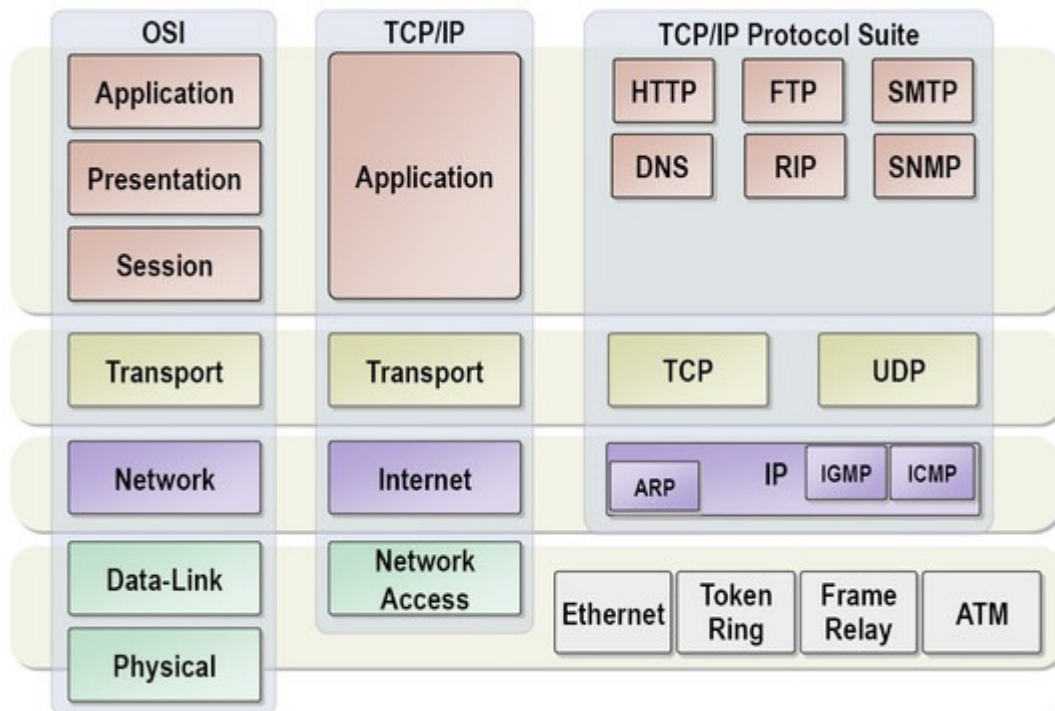 OSI
TCP/IP
TCP/IP Protocol Suite
Application
Presentation
Session
Application
HTTP
FTP
SMTP
DNS
RIP
SNMP
Transport
Transport
TCP
UDP
Network
Internet
ARP
IP
IGMP
ICMP
Data-Link
Physical
Network
Access
Ethernet
Token
Ring
Frame
Relay
ATM